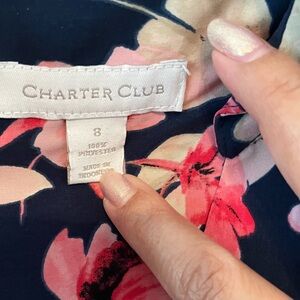 CHARTER CLUB
8
100%
POLYESTER
MADE IN
INDONESIA